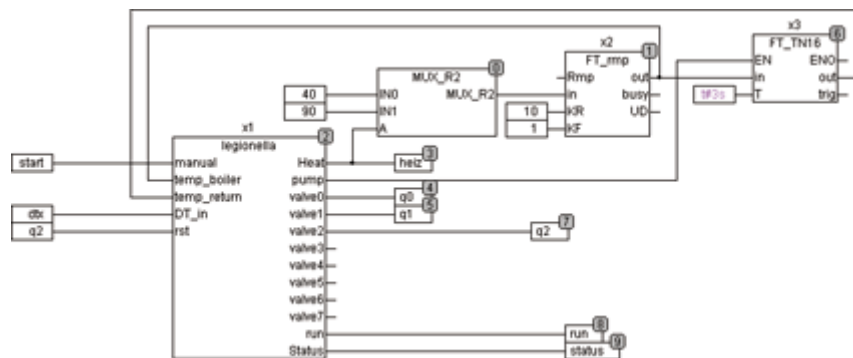 x3
6
FT_TN16
EN ENO
in out
t#3s T trig
x2
1
FT_rmp
Rmp out
in busy
10 KR UD
1 KF
0
MUX_R2
40 IN0 MUX_R2
90 IN1
A
x1
2
legionella
start manual Heat
3
heiz
temp_boiler pump
temp_return valve0
4
q0
dtx DT_in valve1
5
q1
q2 rst valve2
7
q2
valve3
valve4
valve5
valve6
valve7
run
8
run
Status
9
status